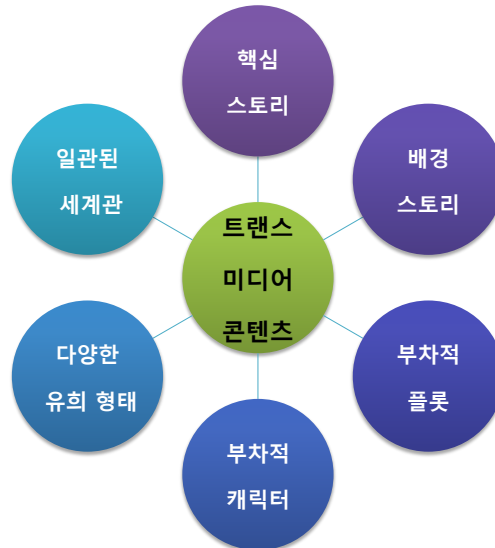 핵심
스토리
배경
스토리
부차적
플롯
부차적
캐릭터
다양한
유희 형태
일관된
세계관
트랜스
미디어
콘텐츠